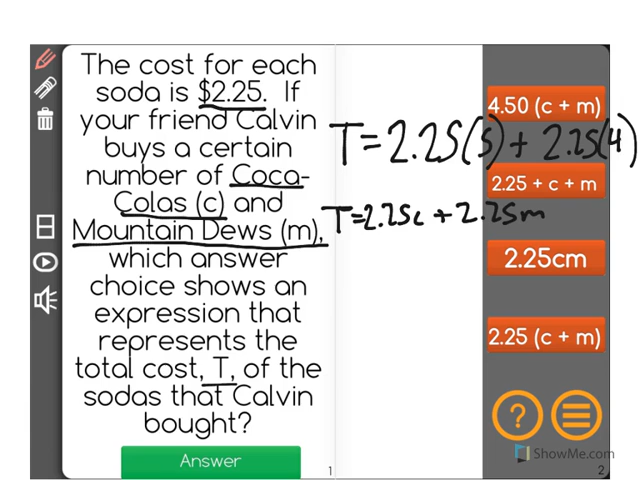 The cost for each
soda is $2.25. If
your friend Calvin
buys a certain
number of Coca-
Colas (c) and
Mountain Dews (m),
which answer
choice shows an
expression that
represents the
total cost, T, of the
sodas that Calvin
bought?
Answer
1
T=2.25(5)+2.25(4)
T=2.25c+2.25m
4.50 (c + m)
2.25 + c + m
2.25cm
2.25 (c + m)
?
ShowMe.com
2